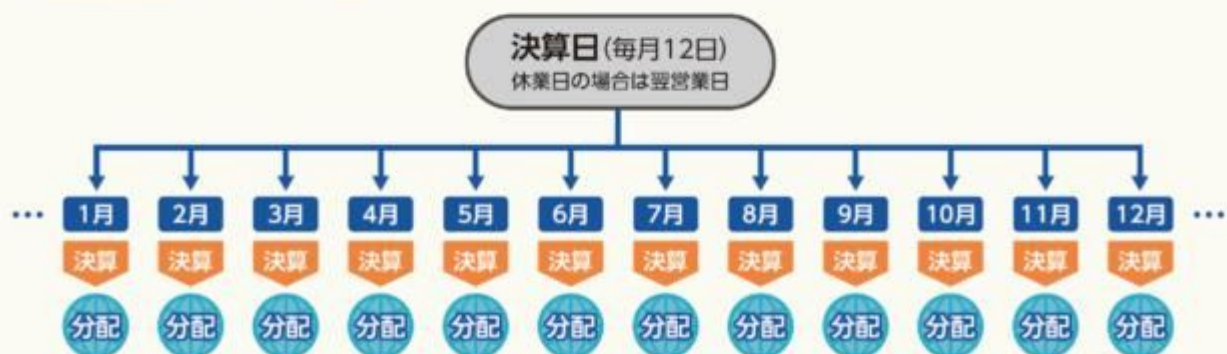 決算日(毎月12日)
休業日の場合は翌営業日
… 1月 2月 3月 4月 5月 6月 7月 8月 9月 10月 11月 12月 …
決算 決算 決算 決算 決算 決算 決算 決算 決算 決算 決算 決算
分配 分配 分配 分配 分配 分配 分配 分配 分配 分配 分配 分配